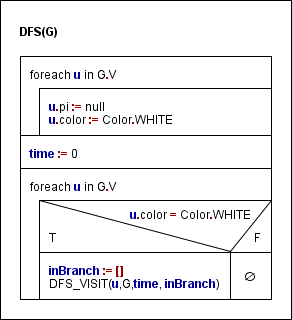 DFS(G)
foreach u in G.V
u.pi := null
u.color := Color.WHITE
time := 0
foreach u in G.V
u.color = Color.WHITE
T F
inBranch := []
DFS_VISIT(u,G,time, inBranch)
∅